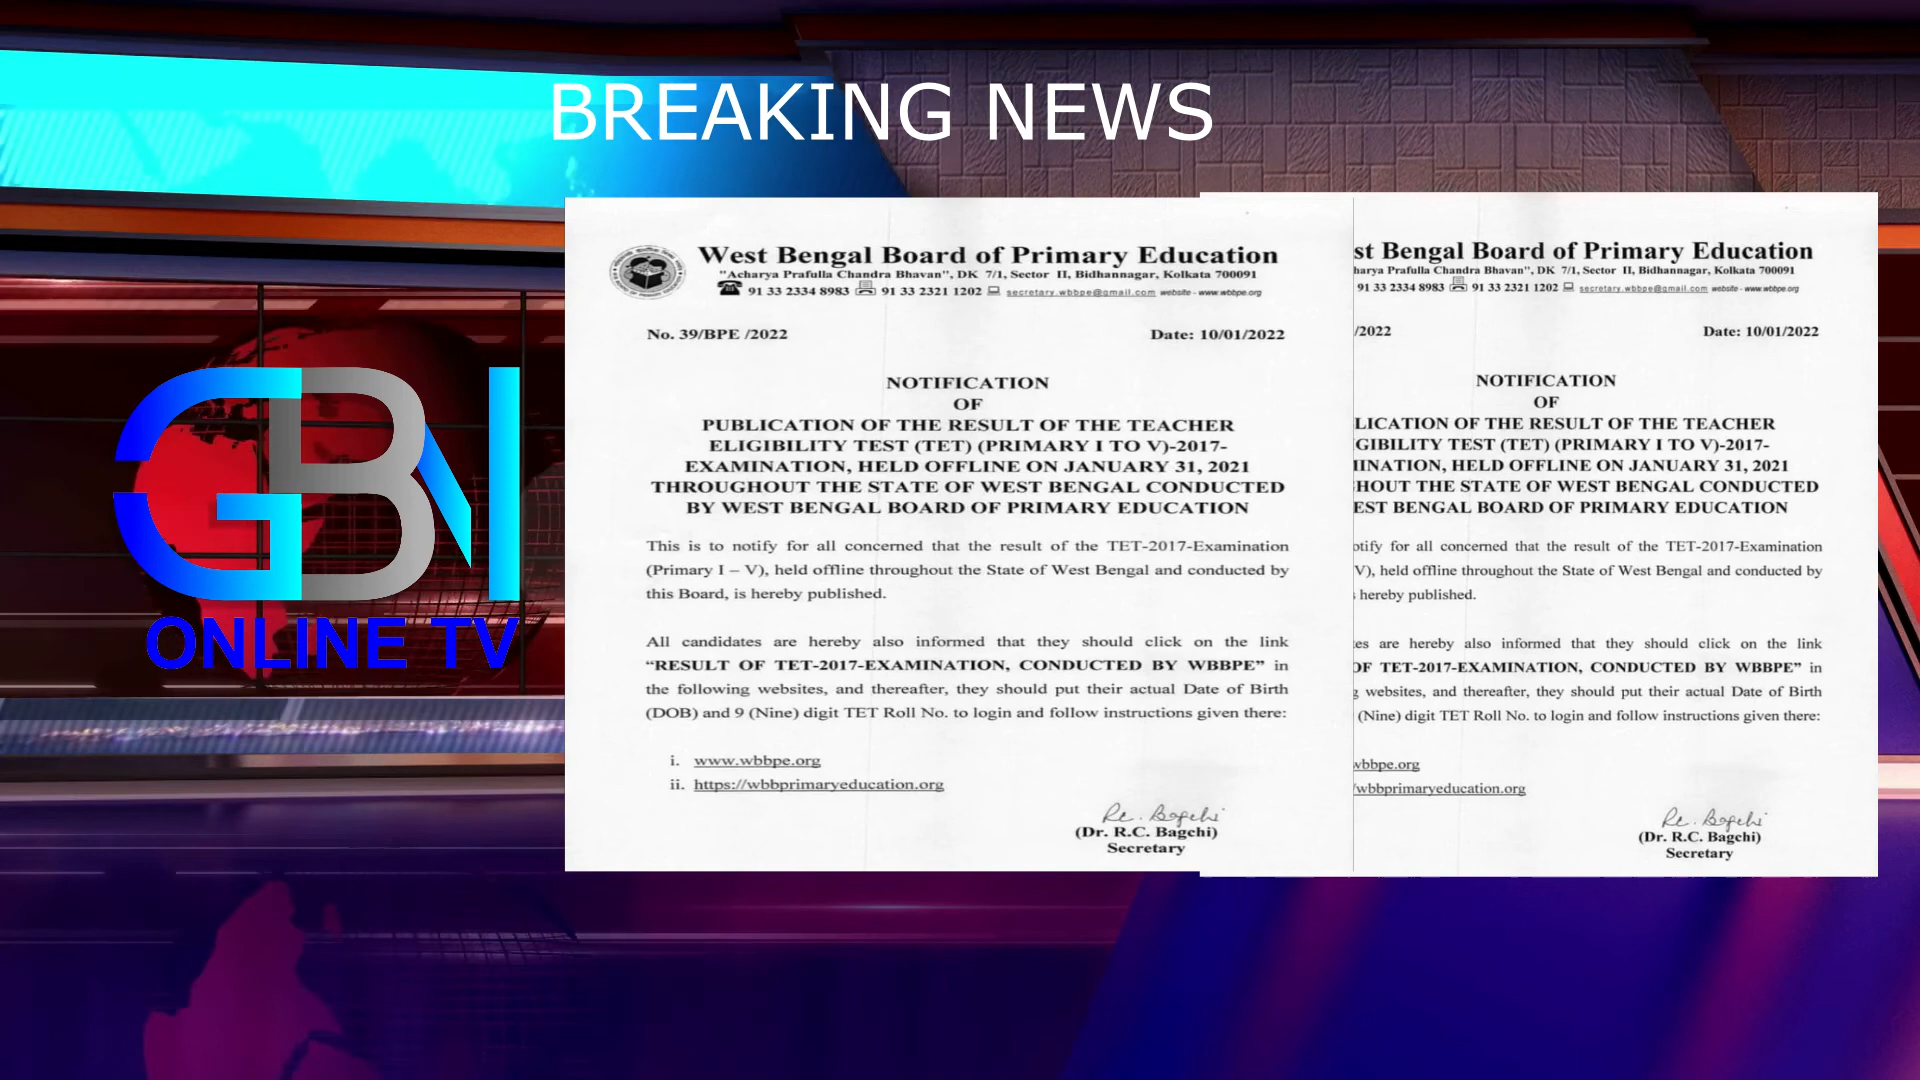 BREAKING NEWS
GBN
ONLINE TV
West Bengal Board of Primary Education
"Acharya Prafulla Chandra Bhavan", DK 7/1, Sector II, Bidhannagar, Kolkata 700091
91 33 2334 8983 91 33 2321 1202 secretary.wbbpe@gmail.com website - www.wbbpe.org
No. 39/BPE /2022 Date: 10/01/2022
NOTIFICATION
OF
PUBLICATION OF THE RESULT OF THE TEACHER
ELIGIBILITY TEST (TET) (PRIMARY I TO V)-2017-
EXAMINATION, HELD OFFLINE ON JANUARY 31, 2021
THROUGHOUT THE STATE OF WEST BENGAL CONDUCTED
BY WEST BENGAL BOARD OF PRIMARY EDUCATION
This is to notify for all concerned that the result of the TET-2017-Examination
(Primary I – V), held offline throughout the State of West Bengal and conducted by
this Board, is hereby published.
All candidates are hereby also informed that they should click on the link
“RESULT OF TET-2017-EXAMINATION, CONDUCTED BY WBBPE” in
the following websites, and thereafter, they should put their actual Date of Birth
(DOB) and 9 (Nine) digit TET Roll No. to login and follow instructions given there:
i. www.wbbpe.org
ii. https://wbbprimaryeducation.org
Rc. Bagchi
(Dr. R.C. Bagchi)
Secretary
st Bengal Board of Primary Education
harya Prafulla Chandra Bhavan", DK 7/1, Sector II, Bidhannagar, Kolkata 700091
91 33 2334 8983 91 33 2321 1202 secretary.wbbpe@gmail.com website - www.wbbpe.org
/2022 Date: 10/01/2022
NOTIFICATION
OF
LICATION OF THE RESULT OF THE TEACHER
GIBILITY TEST (TET) (PRIMARY I TO V)-2017-
INATION, HELD OFFLINE ON JANUARY 31, 2021
HOUT THE STATE OF WEST BENGAL CONDUCTED
EST BENGAL BOARD OF PRIMARY EDUCATION
otify for all concerned that the result of the TET-2017-Examination
V), held offline throughout the State of West Bengal and conducted by
hereby published.
es are hereby also informed that they should click on the link
OF TET-2017-EXAMINATION, CONDUCTED BY WBBPE” in
g websites, and thereafter, they should put their actual Date of Birth
(Nine) digit TET Roll No. to login and follow instructions given there:
wbbpe.org
/wbbprimaryeducation.org
Rc. Bagchi
(Dr. R.C. Bagchi)
Secretary